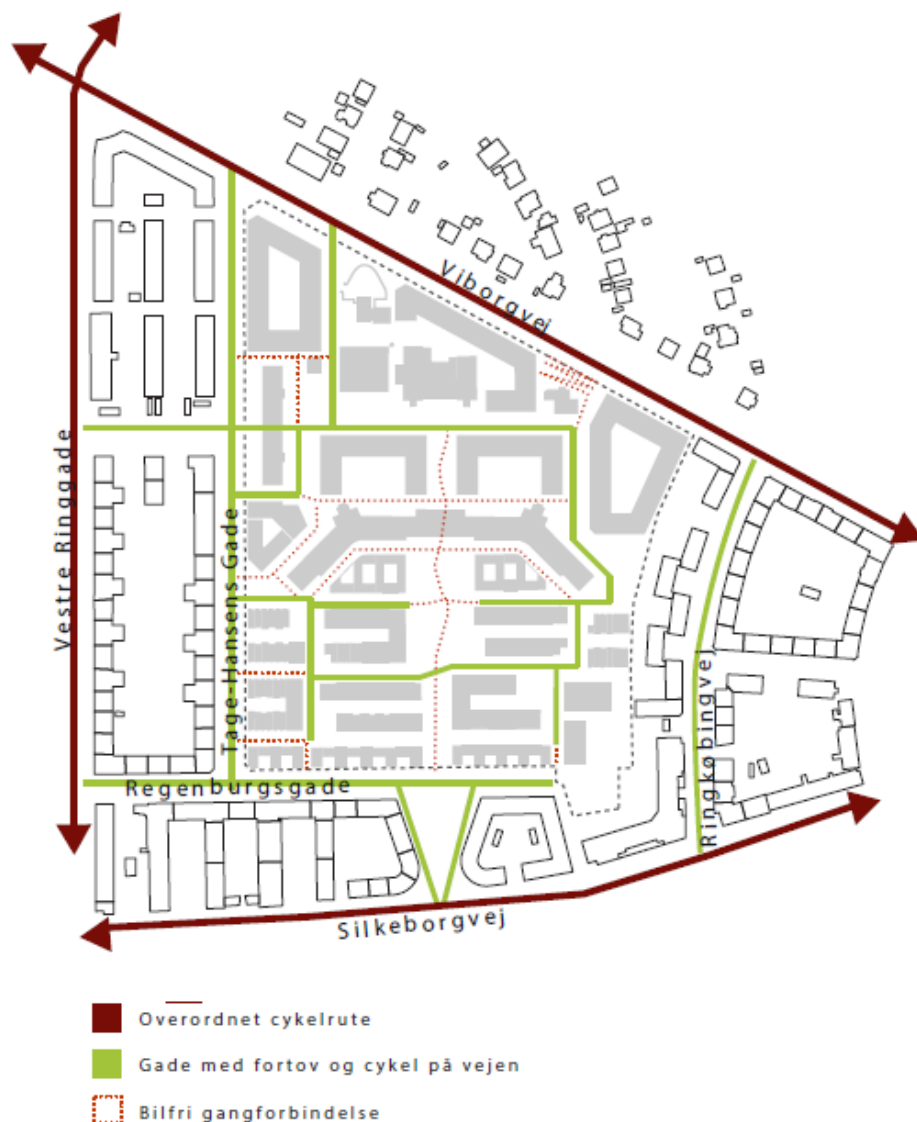 Viborgvej
Vestre Ringgade
Tage-Hansens Gade
Ringkøbingvej
Regenburgsgade
Silkeborgvej
Overordnet cykelrute
Gade med fortov og cykel på vejen
Bilfri gangforbindelse